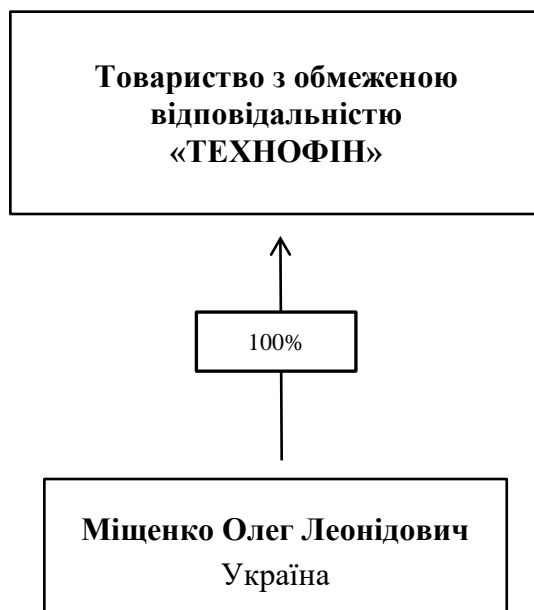 Товариство з обмеженою
відповідальністю
«ТЕХНОФІН»
100%
Міщенко Олег Леонідович
Україна